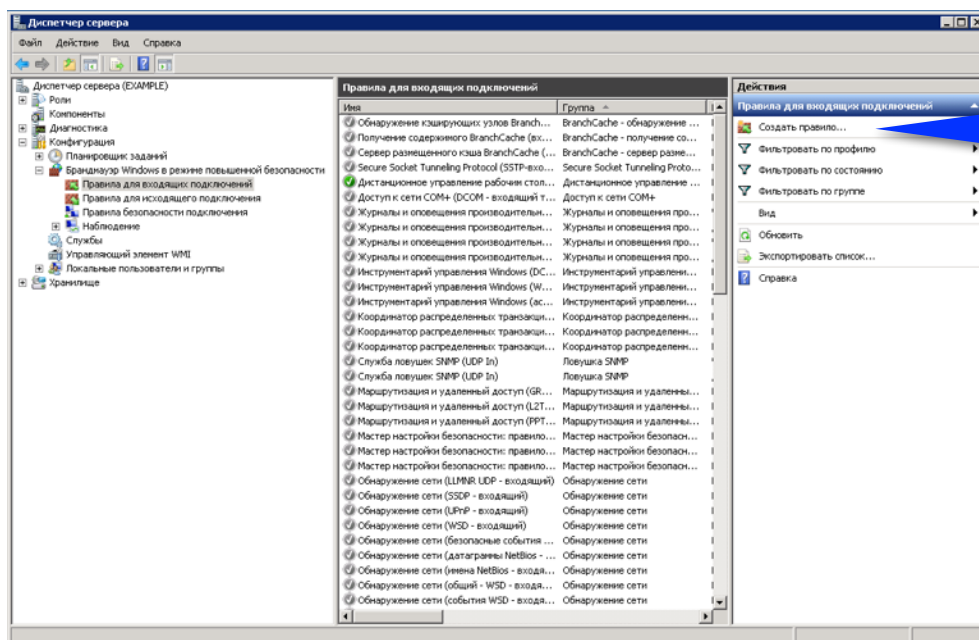 Диспетчер сервера
Файл Действие Вид Справка
Диспетчер сервера (EXAMPLE)
Роли
Компоненты
Диагностика
Конфигурация
Планировщик заданий
Брандмауэр Windows в режиме повышенной безопасности
Правила для входящих подключений
Правила для исходящего подключения
Правила безопасности подключения
Наблюдение
Службы
Управляющий элемент WMI
Локальные пользователи и группы
Хранилище
Правила для входящих подключений
Имя Группа
Обнаружение кэширующих узлов Branch... BranchCache - обнаружение ...
Получение содержимого BranchCache (вх... BranchCache - получение со...
Сервер размещенного кэша BranchCache (... BranchCache - сервер разме...
Secure Socket Tunneling Protocol (SSTP-вхо... Secure Socket Tunneling Proto...
Дистанционное управление рабочим стол... Дистанционное управление ...
Доступ к сети COM+ (DCOM - входящий т... Доступ к сети COM+
Журналы и оповещения производительн... Журналы и оповещения про...
Журналы и оповещения производительн... Журналы и оповещения про...
Журналы и оповещения производительн... Журналы и оповещения про...
Журналы и оповещения производительн... Журналы и оповещения про...
Инструментарий управления Windows (DC... Инструментарий управлени...
Инструментарий управления Windows (W... Инструментарий управлени...
Инструментарий управления Windows (ас... Инструментарий управлени...
Координатор распределенных транзакци... Координатор распределенн...
Координатор распределенных транзакци... Координатор распределенн...
Координатор распределенных транзакци... Координатор распределенн...
Служба ловушек SNMP (UDP In) Ловушка SNMP
Служба ловушек SNMP (UDP In) Ловушка SNMP
Маршрутизация и удаленный доступ (GR... Маршрутизация и удаленны...
Маршрутизация и удаленный доступ (L2T... Маршрутизация и удаленны...
Маршрутизация и удаленный доступ (PPT... Маршрутизация и удаленны...
Мастер настройки безопасности: правило... Мастер настройки безопасн...
Мастер настройки безопасности: правило... Мастер настройки безопасн...
Мастер настройки безопасности: правило... Мастер настройки безопасн...
Обнаружение сети (LLMNR UDP - входящий) Обнаружение сети
Обнаружение сети (SSDP - входящий) Обнаружение сети
Обнаружение сети (UPnP - входящий) Обнаружение сети
Обнаружение сети (WSD - входящий) Обнаружение сети
Обнаружение сети (безопасные события ... Обнаружение сети
Обнаружение сети (датаграммы NetBios - ... Обнаружение сети
Обнаружение сети (имена NetBios - входя... Обнаружение сети
Обнаружение сети (общий - WSD - входя... Обнаружение сети
Обнаружение сети (события WSD - входя... Обнаружение сети
Действия
Правила для входящих подключений
Создать правило...
Фильтровать по профилю
Фильтровать по состоянию
Фильтровать по группе
Вид
Обновить
Экспортировать список...
Справка